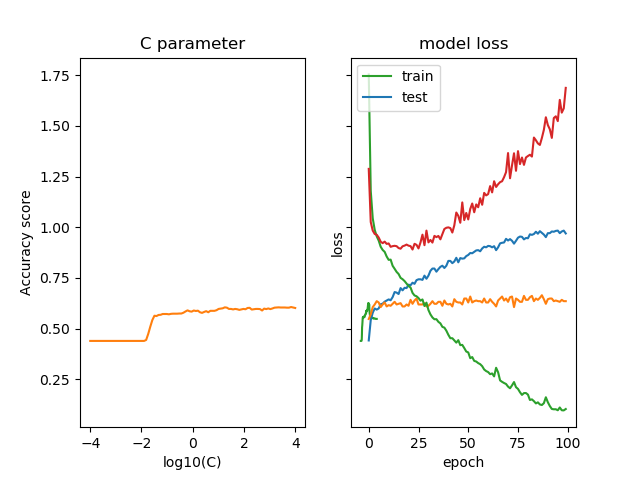 C parameter
model loss
train
test
1.75
1.50
1.25
1.00
0.75
0.50
0.25
Accuracy score
loss
−4
−2
0
2
4
0
25
50
75
100
log10(C)
epoch